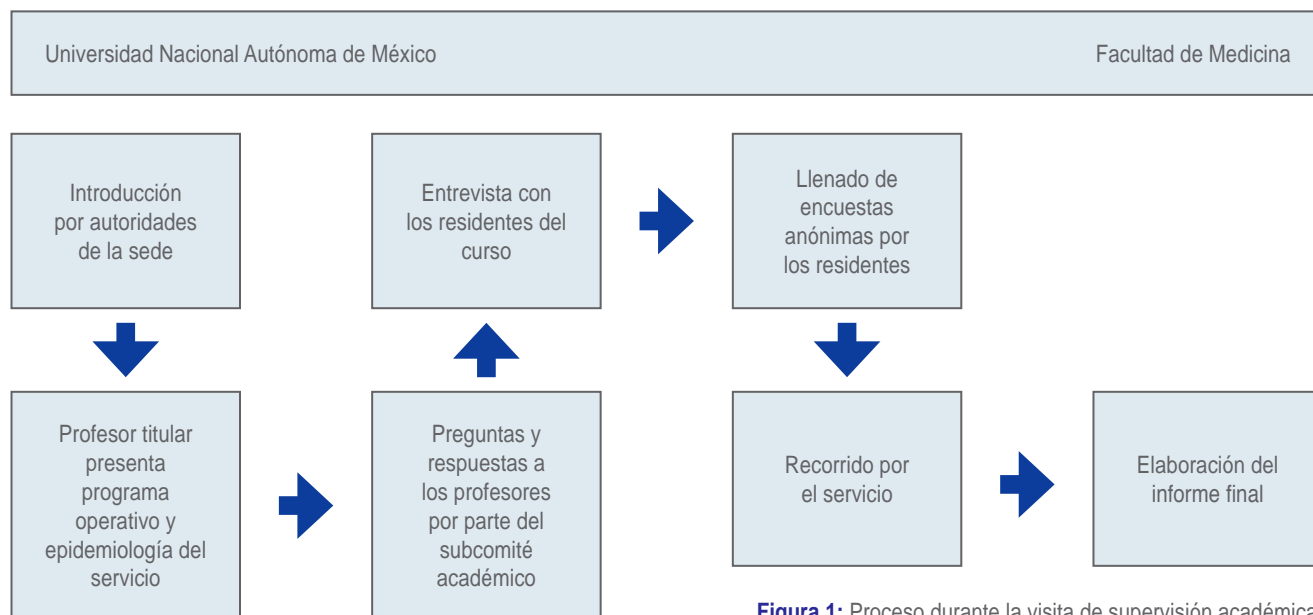 Universidad Nacional Autónoma de México
Facultad de Medicina
Introducción
por autoridades
de la sede
Profesor titular
presenta
programa
operativo y
epidemiología del
servicio
Preguntas y
respuestas a
los profesores
por parte del
subcomité
académico
Entrevista con
los residentes del
curso
Llenado de
encuestas
anónimas por
los residentes
Recorrido por
el servicio
Elaboración del
informe final
Figura 1: Proceso durante la visita de supervisión académica